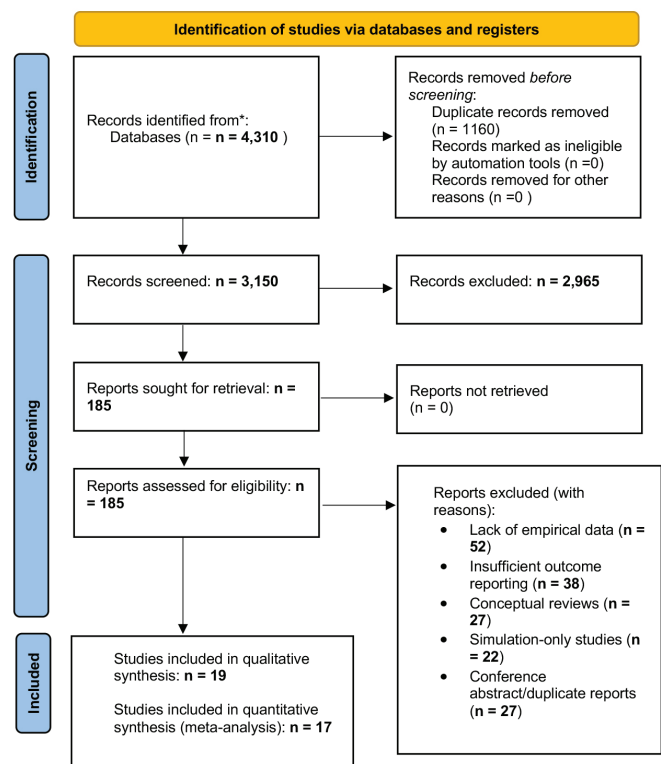 Identification of studies via databases and registers
Identification
Records identified from*:
Databases (n = n = 4,310 )
Records removed before
screening:
Duplicate records removed
(n = 1160)
Records marked as ineligible
by automation tools (n =0)
Records removed for other
reasons (n =0 )
Screening
Records screened: n = 3,150
Records excluded: n = 2,965
Reports sought for retrieval: n =
185
Reports not retrieved
(n = 0)
Reports assessed for eligibility: n
= 185
Reports excluded (with
reasons):
• Lack of empirical data (n =
52)
• Insufficient outcome
reporting (n = 38)
• Conceptual reviews (n =
27)
• Simulation-only studies (n
= 22)
• Conference
abstract/duplicate reports
(n = 27)
Included
Studies included in qualitative
synthesis: n = 19
Studies included in quantitative
synthesis (meta-analysis): n = 17